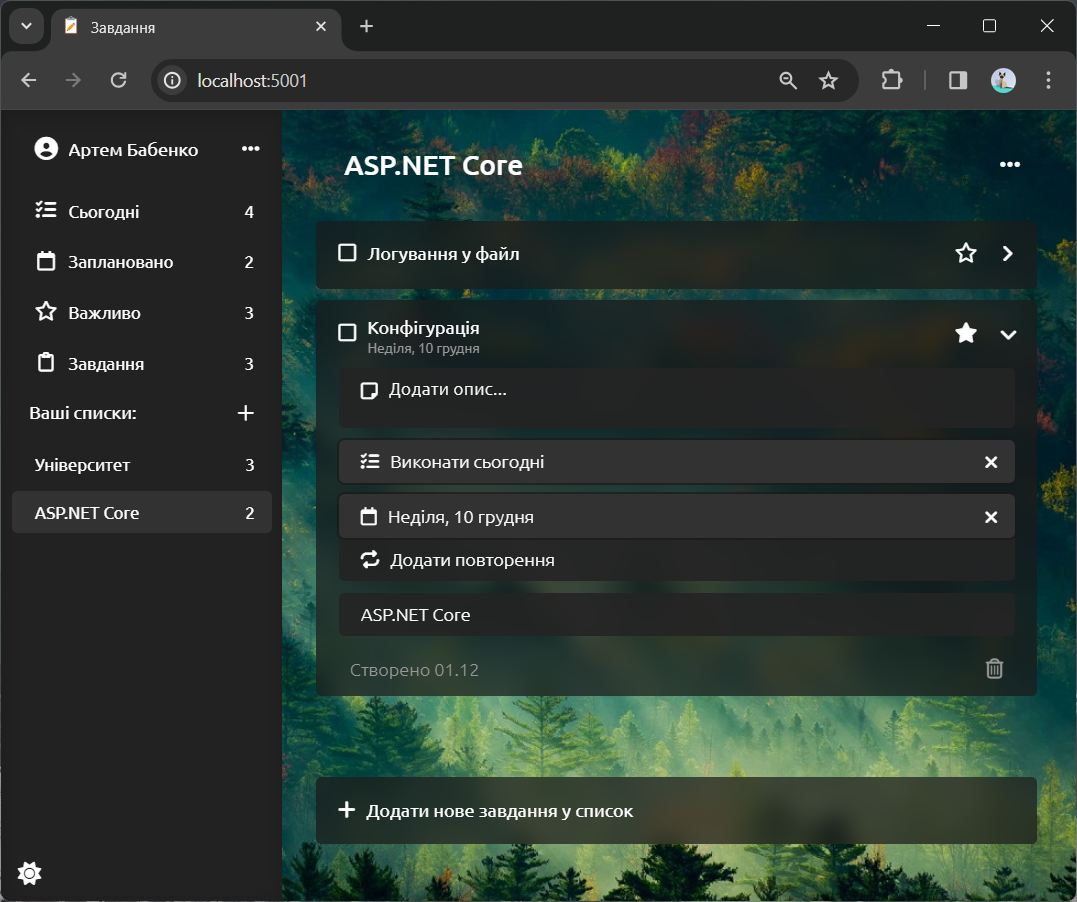 Завдання
localhost:5001
Артем Бабенко
Сьогодні 4
Заплановано 2
Важливо 3
Завдання 3
Ваші списки:
Університет 3
ASP.NET Core 2
ASP.NET Core
Логування у файл
Конфігурація
Неділя, 10 грудня
Додати опис...
Виконати сьогодні
Неділя, 10 грудня
Додати повторення
ASP.NET Core
Створено 01.12
Додати нове завдання у список